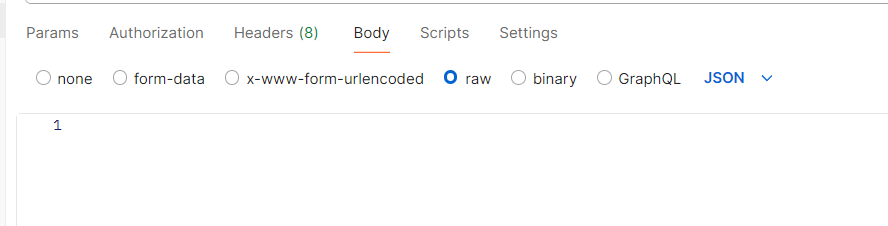 Params Authorization Headers (8) Body Scripts Settings
none form-data x-www-form-urlencoded raw binary GraphQL JSON
1